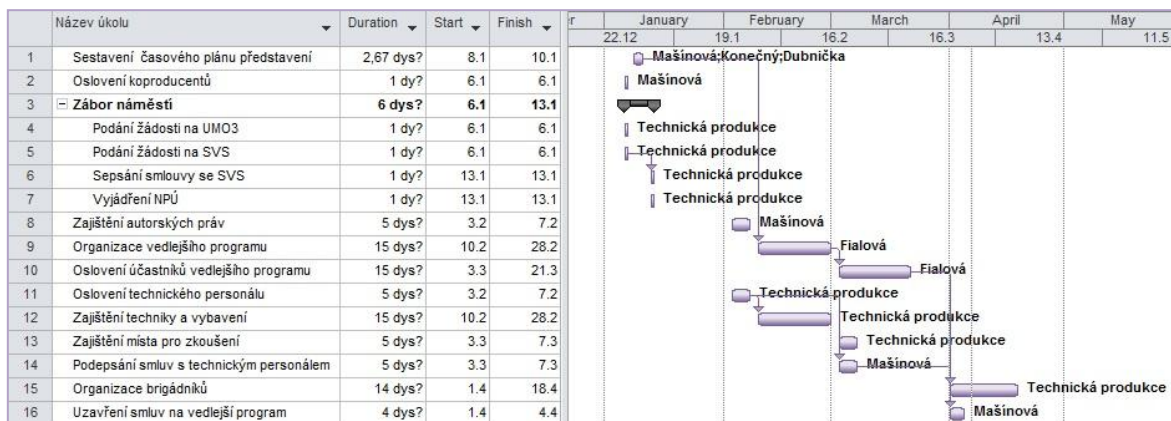 Název úkolu Duration Start Finish r January February March April May
22.12 19.1 16.2 16.3 13.4 11.5
1 Sestavení časového plánu představení 2,67 dys? 8.1 10.1 Mašínová;Konečný;Dubnička
2 Oslovení koproducentů 1 dy? 6.1 6.1 Mašínová
3 Zábor náměstí 6 dys? 6.1 13.1
4 Podání žádosti na UMO3 1 dy? 6.1 6.1 Technická produkce
5 Podání žádosti na SVS 1 dy? 6.1 6.1 Technická produkce
6 Sepsání smlouvy se SVS 1 dy? 13.1 13.1 Technická produkce
7 Vyjádření NPÚ 1 dy? 13.1 13.1 Technická produkce
8 Zajištění autorských práv 5 dys? 3.2 7.2 Mašínová
9 Organizace vedlejšího programu 15 dys? 10.2 28.2 Fialová
10 Oslovení účastníků vedlejšího programu 15 dys? 3.3 21.3 Fialová
11 Oslovení technického personálu 5 dys? 3.2 7.2 Technická produkce
12 Zajištění techniky a vybavení 15 dys? 10.2 28.2 Technická produkce
13 Zajištění místa pro zkoušení 5 dys? 3.3 7.3 Technická produkce
14 Podepsání smluv s technickým personálem 5 dys? 3.3 7.3 Mašínová
15 Organizace brigádníků 14 dys? 1.4 18.4 Technická produkce
16 Uzavření smluv na vedlejší program 4 dys? 1.4 4.4 Mašínová